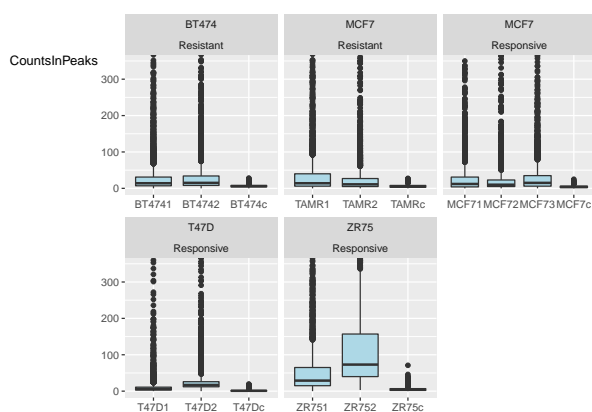 BT474 MCF7 MCF7
Resistant Resistant Responsive
CountsInPeaks
300
200
100
0
BT4741 BT4742 BT474c TAMR1 TAMR2 TAMRc MCF71 MCF72 MCF73 MCF7c
T47D ZR75
Responsive Responsive
300
200
100
0
T47D1 T47D2 T47Dc ZR751 ZR752 ZR75c